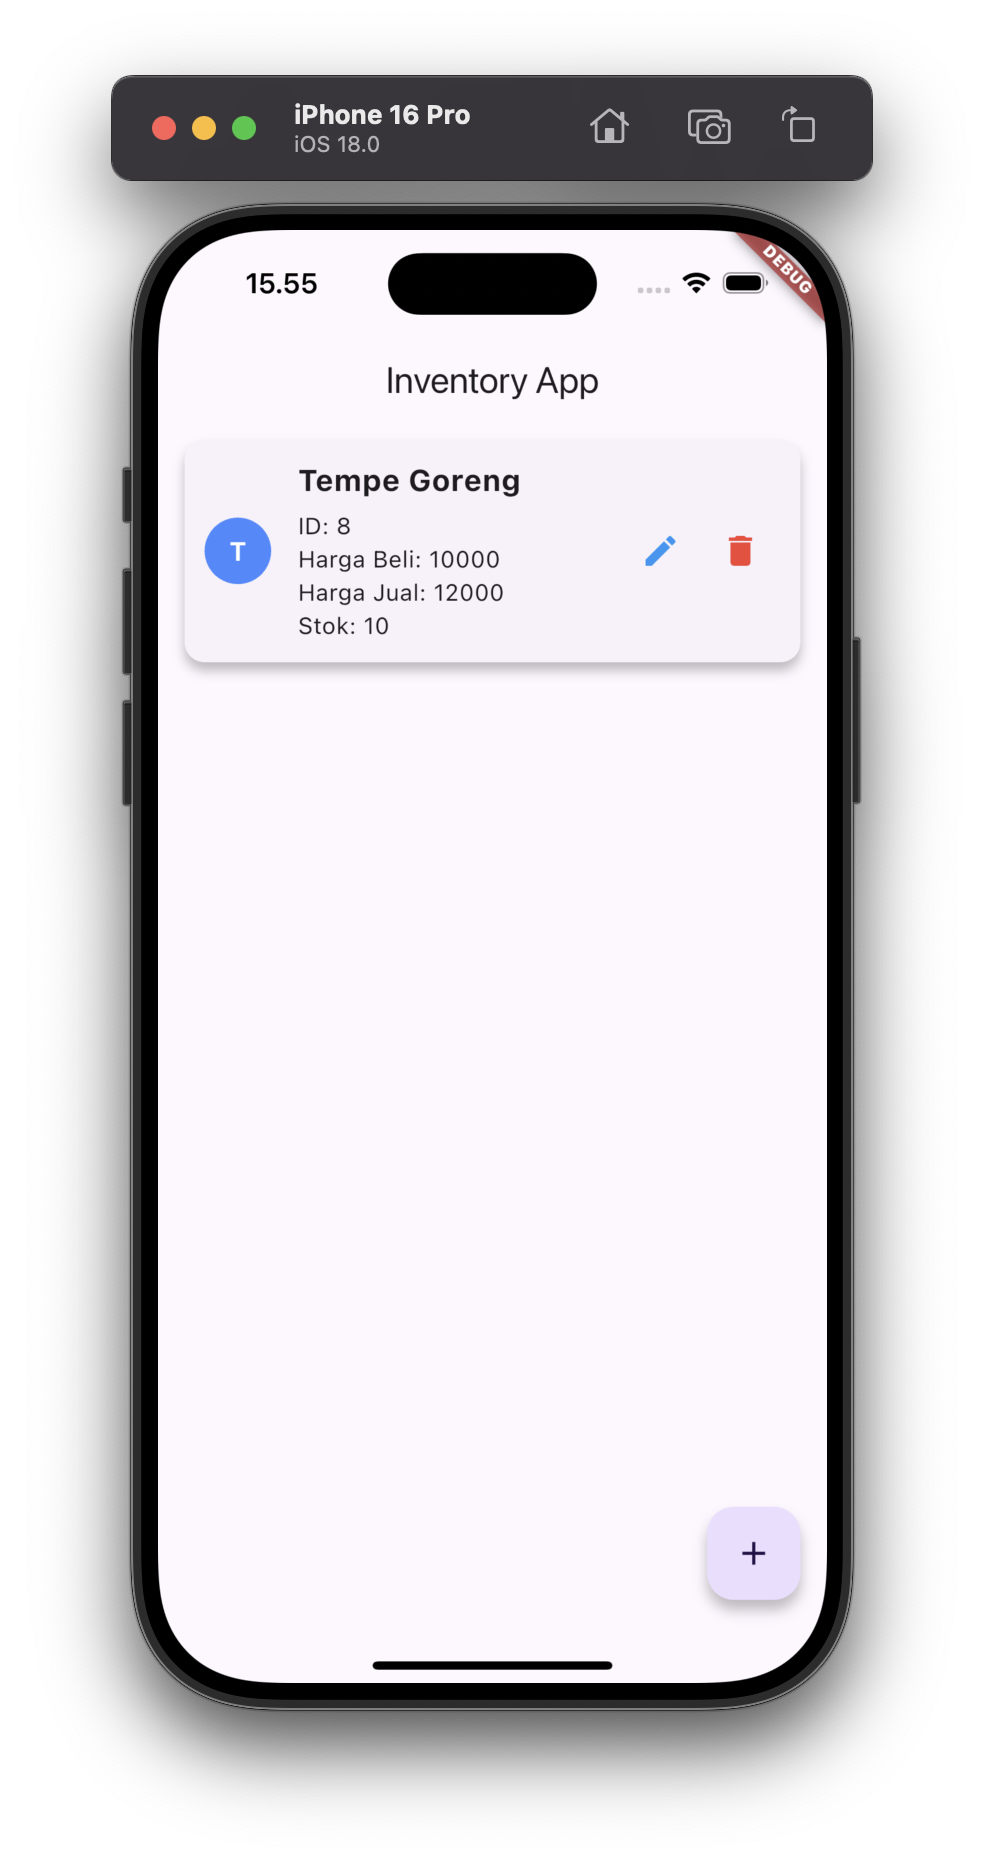 iPhone 16 Pro
iOS 18.0
15.55
DEBUG
Inventory App
T
Tempe Goreng
ID: 8
Harga Beli: 10000
Harga Jual: 12000
Stok: 10
+